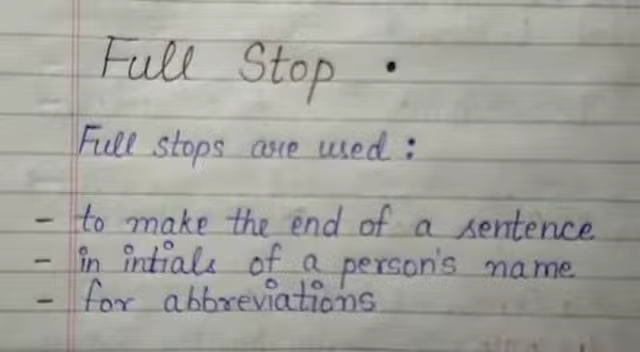 Full Stop .
Full stops are used :
- to make the end of a sentence
- in intials of a person's name
- for abbreviations